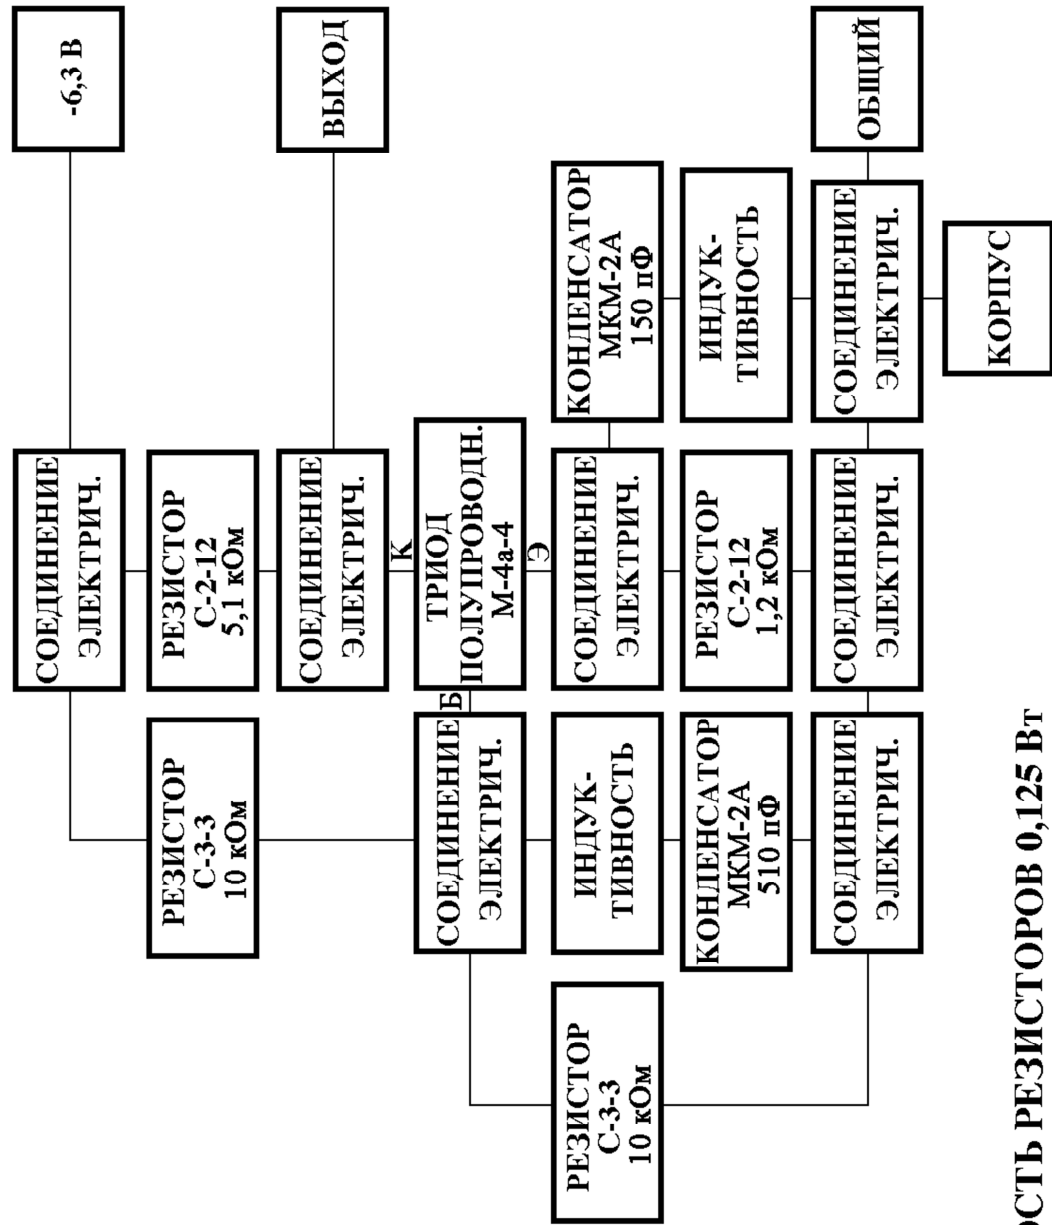 СОЕДИНЕНИЕ
ЭЛЕКТРИЧ.
-6,3 В
РЕЗИСТОР
С-3-3
10 кОм
РЕЗИСТОР
С-2-12
5,1 кОм
СОЕДИНЕНИЕ
ЭЛЕКТРИЧ.
ВЫХОД
К
СОЕДИНЕНИЕ
ЭЛЕКТРИЧ.
Б
ТРИОД
ПОЛУПРОВОДН.
М-4а-4
Э
РЕЗИСТОР
С-3-3
10 кОм
ИНДУК-
ТИВНОСТЬ
СОЕДИНЕНИЕ
ЭЛЕКТРИЧ.
КОНДЕНСАТОР
МКМ-2А
150 пФ
КОНДЕНСАТОР
МКМ-2А
510 пФ
РЕЗИСТОР
С-2-12
1,2 кОм
ИНДУК-
ТИВНОСТЬ
СОЕДИНЕНИЕ
ЭЛЕКТРИЧ.
СОЕДИНЕНИЕ
ЭЛЕКТРИЧ.
СОЕДИНЕНИЕ
ЭЛЕКТРИЧ.
ОБЩИЙ
КОРПУС
ОСТЬ РЕЗИСТОРОВ 0,125 Вт